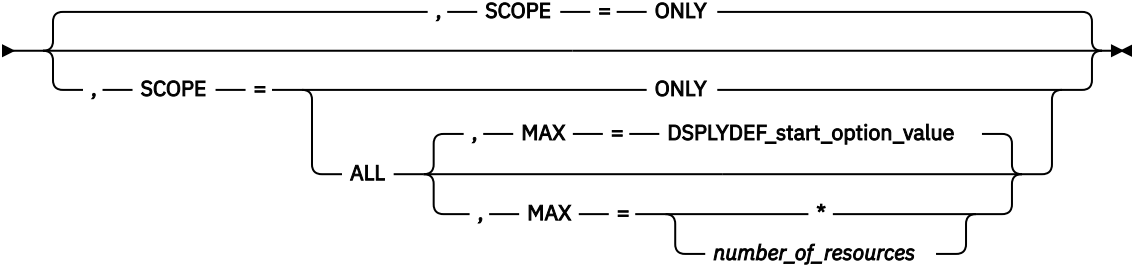 , SCOPE = ONLY
, SCOPE = ONLY
, MAX = DSPLYDEF_start_option_value
ALL
, MAX = *
number_of_resources